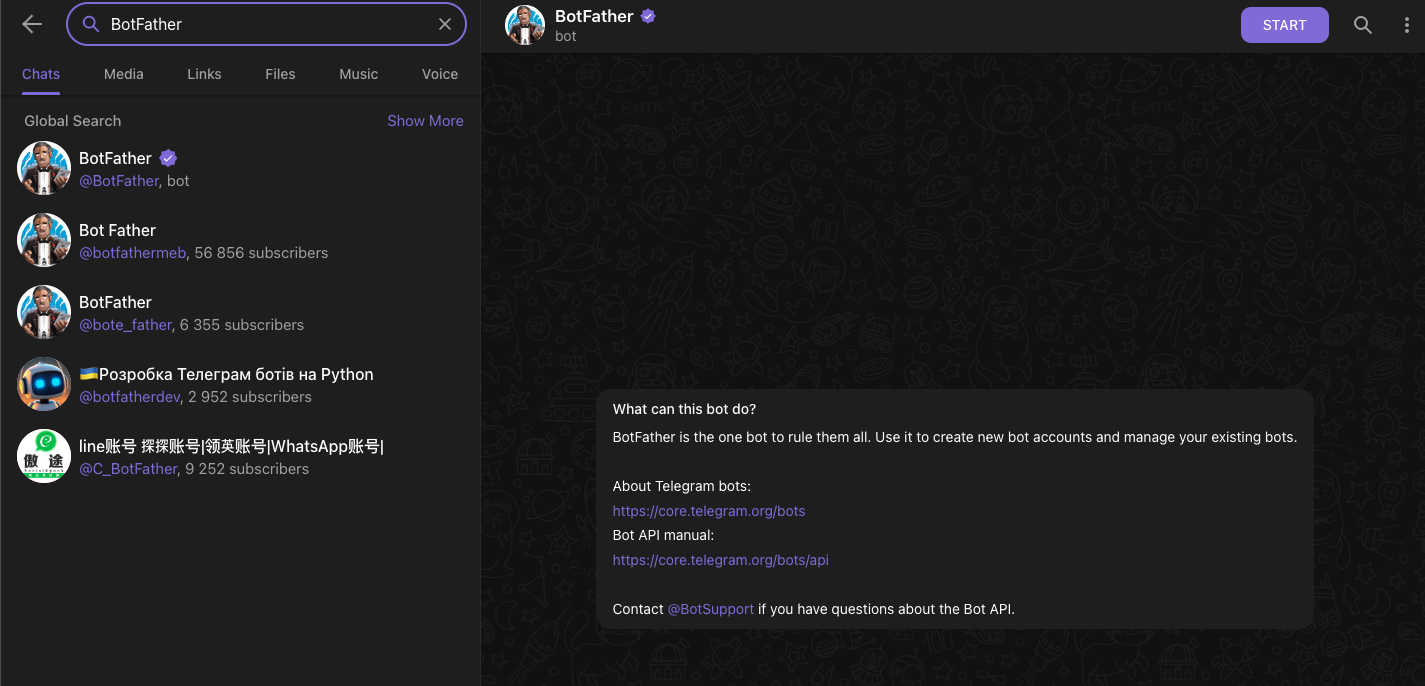 BotFather
Chats Media Links Files Music Voice
Global Search Show More
BotFather
@BotFather, bot
Bot Father
@botfathermeb, 56 856 subscribers
BotFather
@bote_father, 6 355 subscribers
🇺🇦Розробка Телеграм ботів на Python
@botfatherdev, 2 952 subscribers
line账号 探探账号|领英账号|WhatsApp账号|
@C_BotFather, 9 252 subscribers
傲 途
BotFather
bot
START
What can this bot do?
BotFather is the one bot to rule them all. Use it to create new bot accounts and manage your existing bots.
About Telegram bots:
https://core.telegram.org/bots
Bot API manual:
https://core.telegram.org/bots/api
Contact @BotSupport if you have questions about the Bot API.